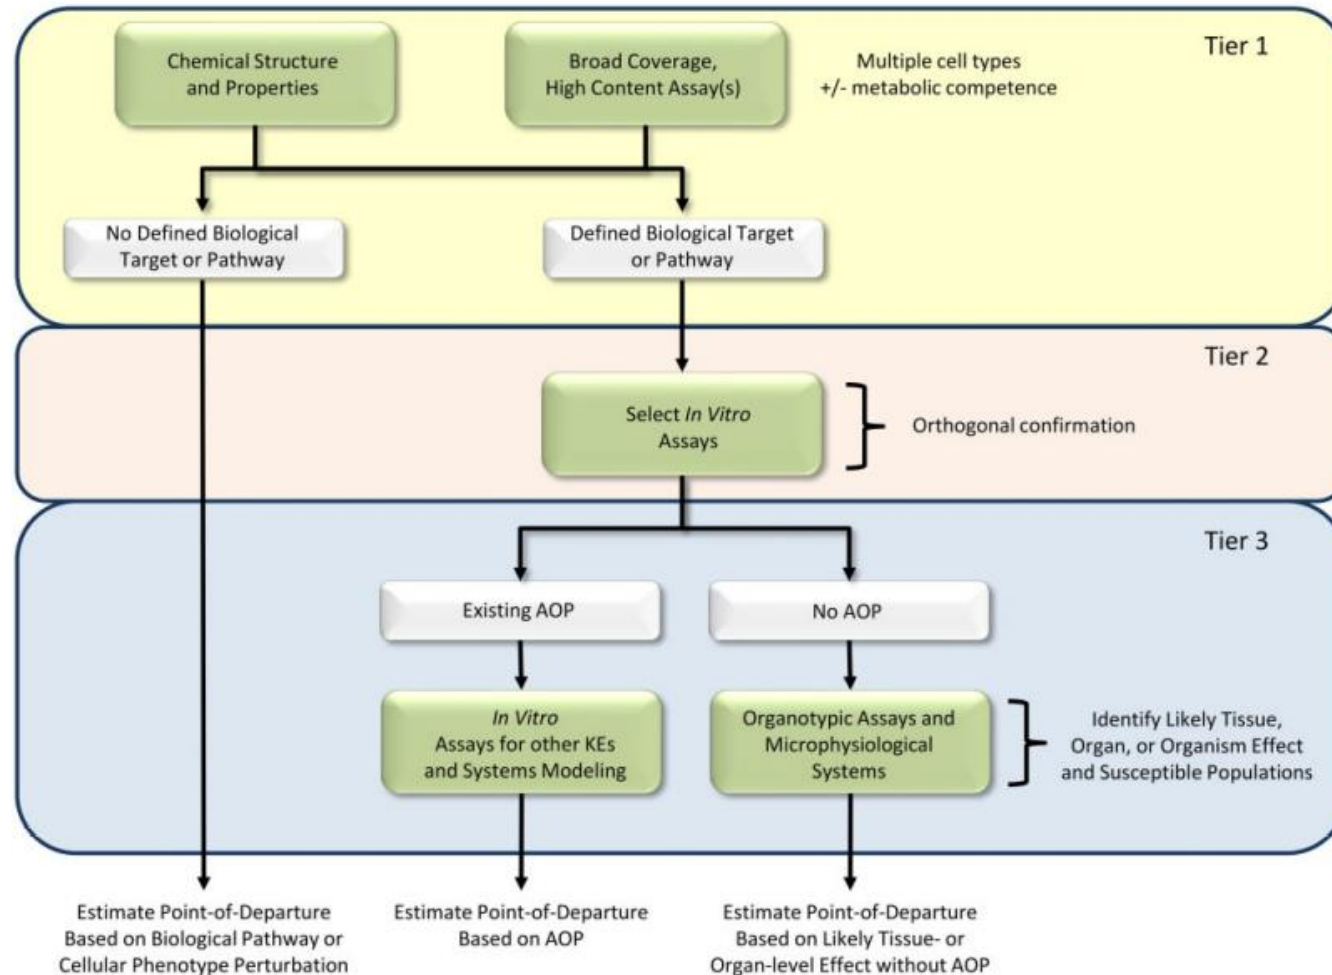 Tier 1
Chemical Structure
and Properties
Broad Coverage,
High Content Assay(s)
Multiple cell types
+/- metabolic competence
No Defined Biological
Target or Pathway
Defined Biological Target
or Pathway
Tier 2
Select In Vitro
Assays
Orthogonal confirmation
Tier 3
Existing AOP
No AOP
In Vitro
Assays for other KEs
and Systems Modeling
Organotypic Assays and
Microphysiological
Systems
Identify Likely Tissue,
Organ, or Organism Effect
and Susceptible Populations
Estimate Point-of-Departure
Based on Biological Pathway or
Cellular Phenotype Perturbation
Estimate Point-of-Departure
Based on AOP
Estimate Point-of-Departure
Based on Likely Tissue- or
Organ-level Effect without AOP